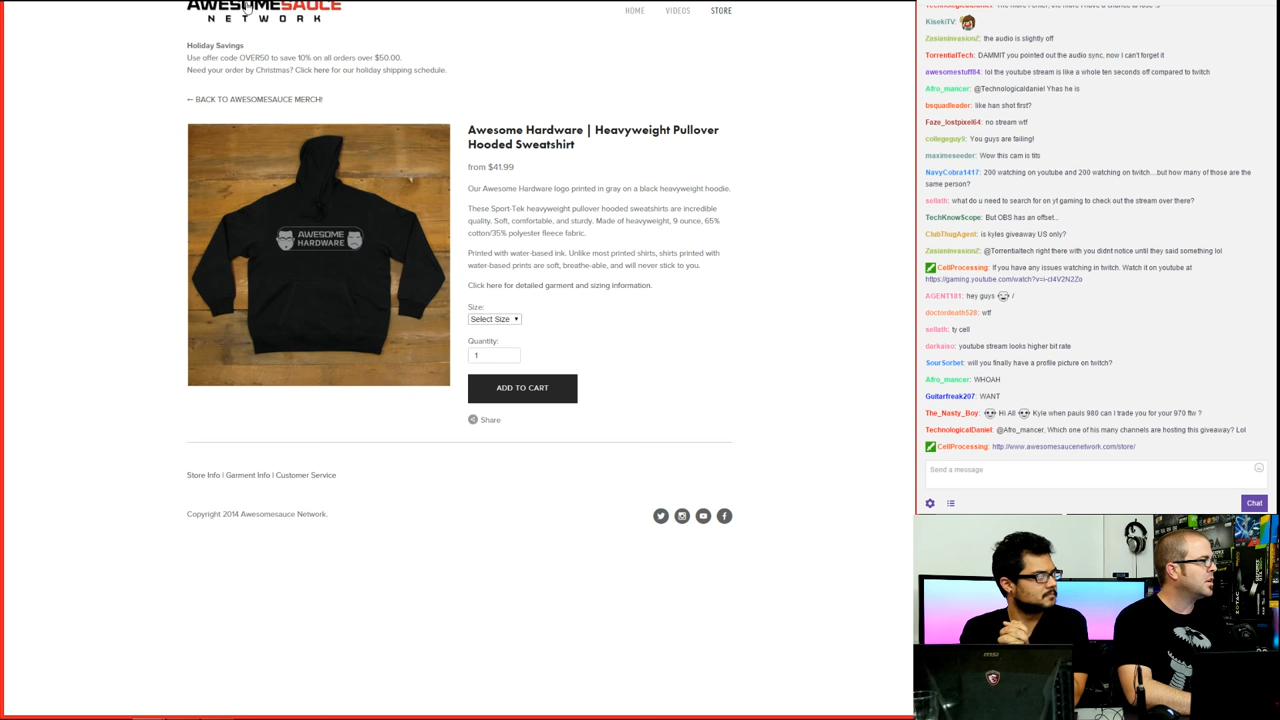 AWESOMESAUCE
NETWORK
HOME VIDEOS STORE
Holiday Savings
Use offer code OVER50 to save 10% on all orders over $50.00.
Need your order by Christmas? Click here for our holiday shipping schedule.
← BACK TO AWESOMESAUCE MERCH!
AWESOME
HARDWARE
Awesome Hardware | Heavyweight Pullover
Hooded Sweatshirt
from $41.99
Our Awesome Hardware logo printed in gray on a black heavyweight hoodie.
These Sport-Tek heavyweight pullover hooded sweatshirts are incredible
quality. Soft, comfortable, and sturdy. Made of heavyweight, 9 ounce, 65%
cotton/35% polyester fleece fabric.
Printed with water-based ink. Unlike most printed shirts, shirts printed with
water-based prints are soft, breathe-able, and will never stick to you.
Click here for detailed garment and sizing information.
Size:
Select Size
Quantity:
1
ADD TO CART
Share
Store Info | Garment Info | Customer Service
Copyright 2014 Awesomesauce Network.
KisekiTV:
ZasianinvasionZ: the audio is slightly off
TorrentialTech: DAMMIT you pointed out the audio sync, now I can't forget it
awesomestuff84: lol the youtube stream is like a whole ten seconds off compared to twitch
Afro_mancer: @Technologicaldaniel Yhas he is
bsquadleader: like han shot first?
Faze_lostpixel64: no stream wtf
collegeguy9: You guys are failing!
maximeseeder: Wow this cam is tits
NavyCobra1417: 200 watching on youtube and 200 watching on twitch....but how many of those are the
same person?
sellath: what do u need to search for on yt gaming to check out the stream over there?
TechKnowScope: But OBS has an offset...
ClubThugAgent: is kyles giveaway US only?
ZasianinvasionZ: @Torrentialtech right there with you didnt notice until they said something lol
CellProcessing: If you have any issues watching in twitch. Watch it on youtube at
https://gaming.youtube.com/watch?v=i-cI4V2N2Zo
AGENT181: hey guys /
doctordeath528: wtf
sellath: ty cell
darkaiso: youtube stream looks higher bit rate
SourSorbet: will you finally have a profile picture on twitch?
Afro_mancer: WHOAH
Guitarfreak207: WANT
The_Nasty_Boy: Hi All Kyle when pauls 980 can I trade you for your 970 ftw ?
TechnologicalDaniel: @Afro_mancer, Which one of his many channels are hosting this giveaway? Lol
CellProcessing: http://www.awesomesaucenetwork.com/store/
Send a message
Chat
msi
ZOTAC